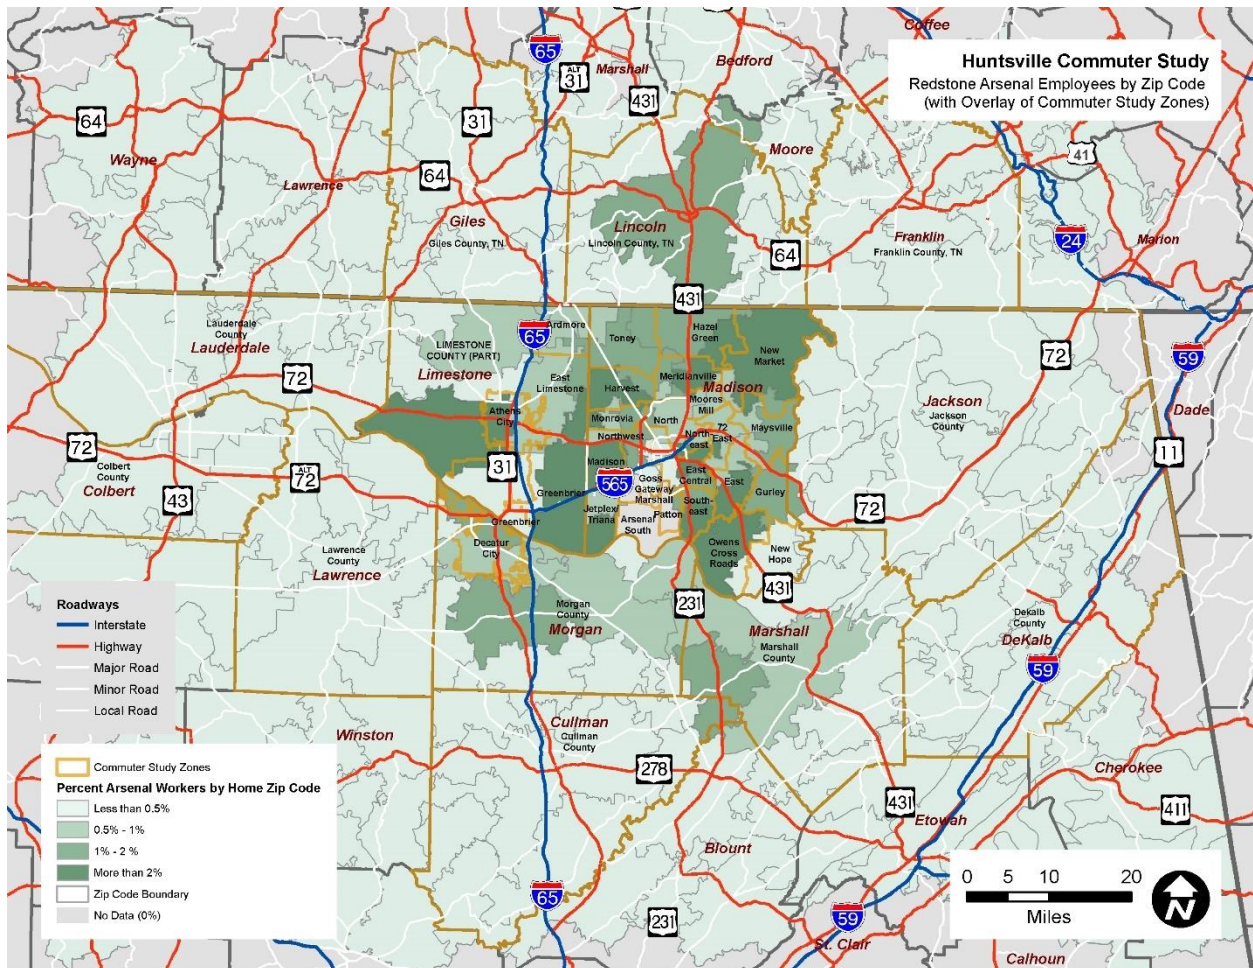 Huntsville Commuter Study
Redstone Arsenal Employees by Zip Code
(with Overlay of Commuter Study Zones)
Coffee
65
ALT
31
Marshall
431
Bedford
64
31
Moore
41
Wayne
Lawrence
64
Giles
Giles County, TN
Lincoln
Lincoln County, TN
Franklin
Franklin County, TN
24
Marion
64
431
Lauderdale
County
Lauderdale
65
Ardmore
LIMESTONE
COUNTY (PART)
Limestone
Toney
Hazel
Green
New
Market
72
59
72
East
Limestone
Harvest
Meridianville
Madison
Moores
Mill
Dade
Athens
City
Monrovia
North
Jackson
Jackson
County
72
Northwest
North-
east
72
East
Maysville
Colbert
County
Colbert
ALT
72
43
31
Madison
565
11
Greenbrier
Goss
Gateway
Marshall
East
Central
East
Gurley
72
Jetplex/
Triana
Arsenal
South
Patton
South-
east
Greenbrier
Decatur
City
Owens
Cross
Roads
New
Hope
Lawrence
County
Lawrence
431
231
Morgan
County
Morgan
Marshall
Marshall
County
Dekalb
County
DeKalb
59
Roadways
Interstate
Highway
Major Road
Minor Road
Local Road
Winston
Cullman
Cullman
County
278
Cherokee
411
431
Etowah
Blount
Commuter Study Zones
Percent Arsenal Workers by Home Zip Code
Less than 0.5%
0.5% - 1%
1% - 2 %
More than 2%
Zip Code Boundary
No Data (0%)
65
231
59
St. Clair
Calhoun
0 5 10 20
Miles
N